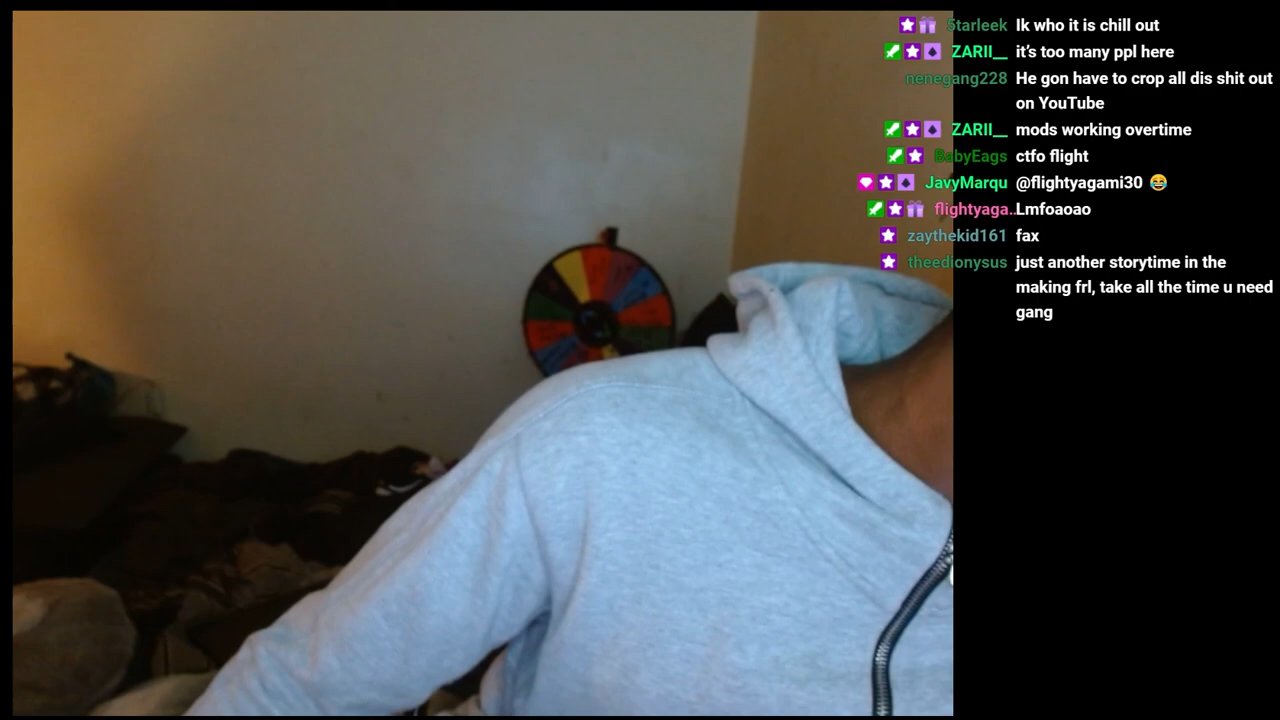 5tarleek Ik who it is chill out
ZARII__ it's too many ppl here
nenegang228 He gon have to crop all dis shit out
on YouTube
ZARII__ mods working overtime
BabyEags ctfo flight
JavyMarqu @flightyagami30 😂
flightyaga.. Lmfoaoao
zaythekid161 fax
theedionysus just another storytime in the
making frl, take all the time u need
gang